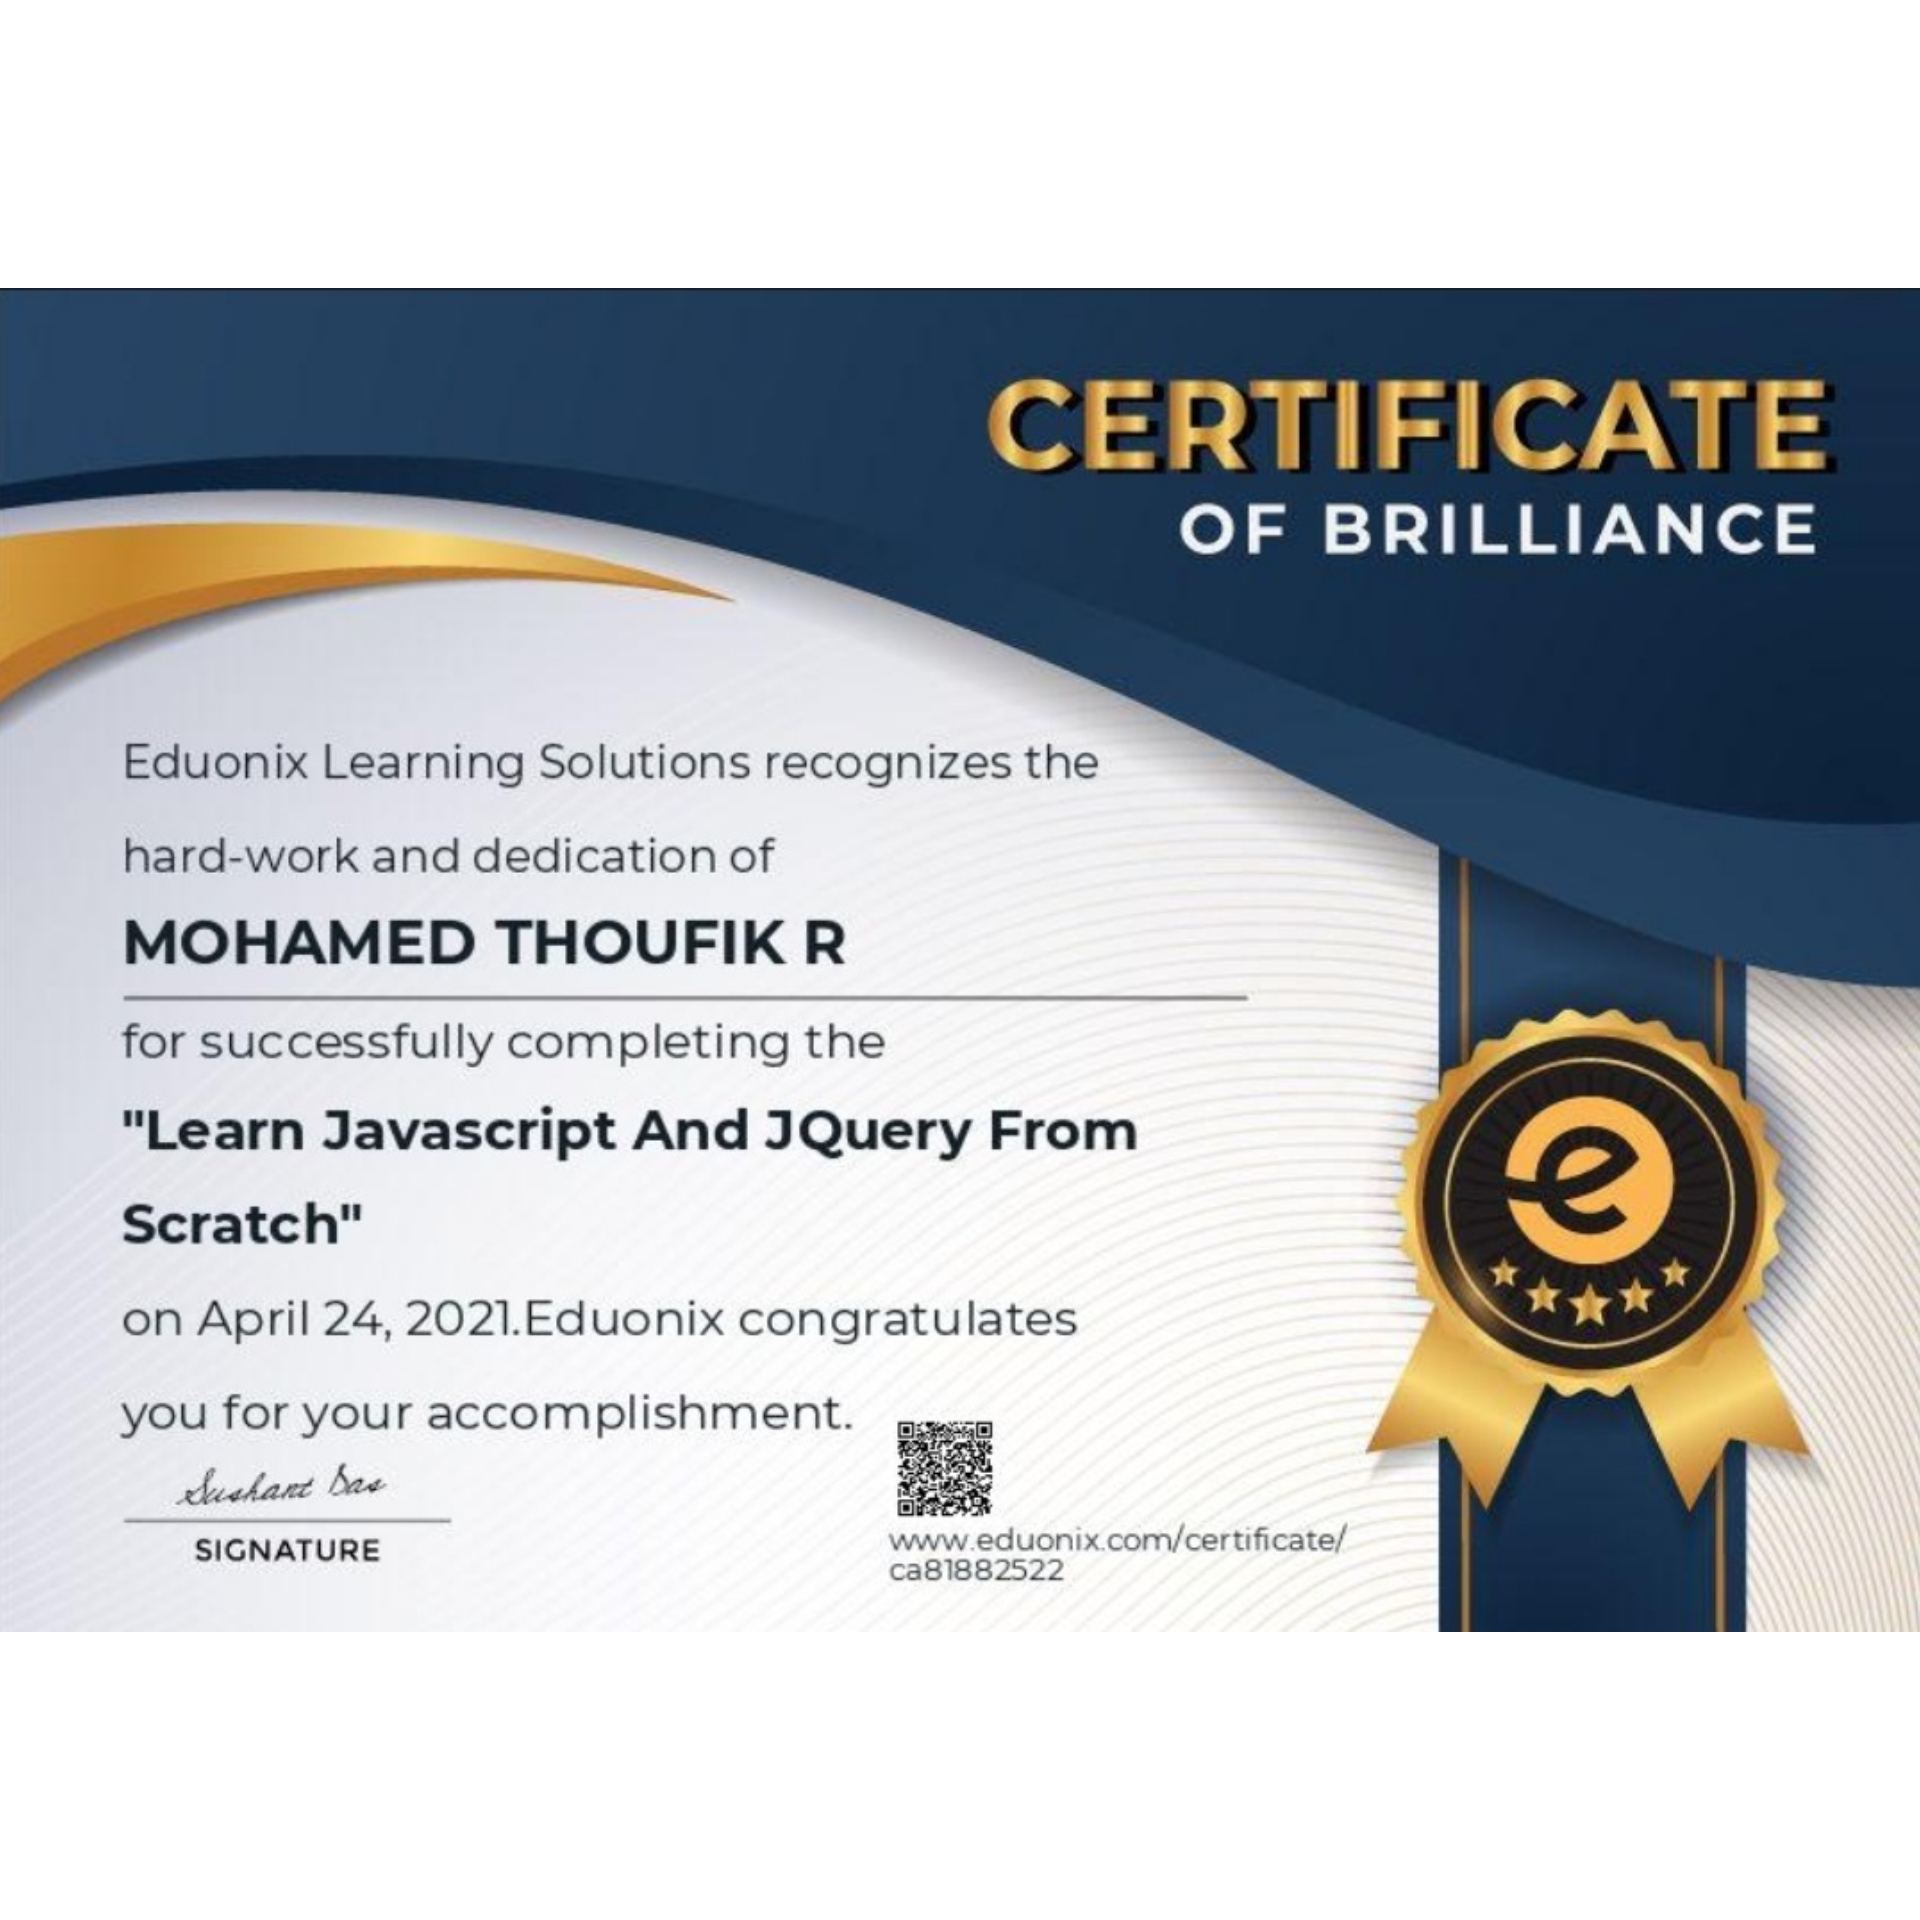 CERTIFICATE
OF BRILLIANCE
Eduonix Learning Solutions recognizes the
hard-work and dedication of
MOHAMED THOUFIK R
for successfully completing the
"Learn Javascript And JQuery From
Scratch"
on April 24, 2021.Eduonix congratulates
you for your accomplishment.
Sushant Das
SIGNATURE
www.eduonix.com/certificate/
ca81882522